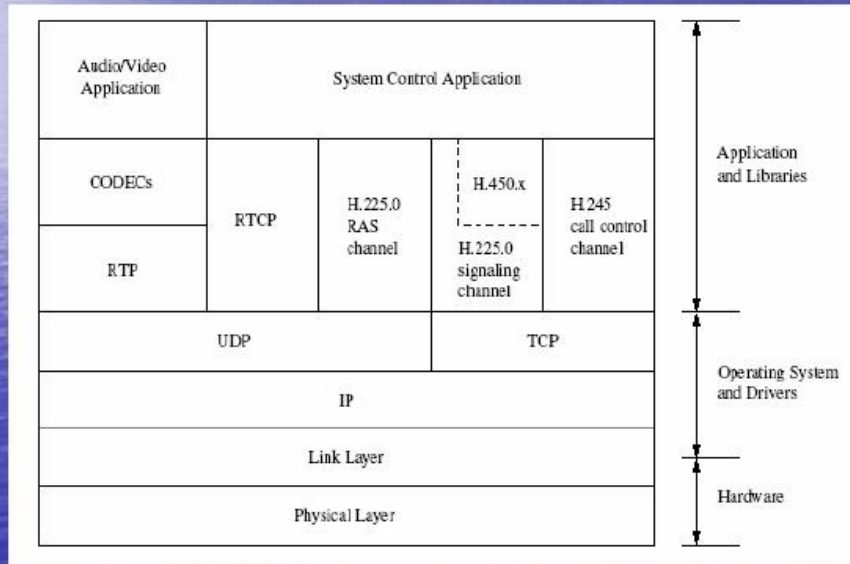 Audio/Video
Application
System Control Application
CODECs
RTP
RTCP
H.225.0
RAS
channel
H.450.x
H.225.0
signaling
channel
H.245
call control
channel
UDP
TCP
IP
Link Layer
Physical Layer
Application
and Libraries
Operating System
and Drivers
Hardware